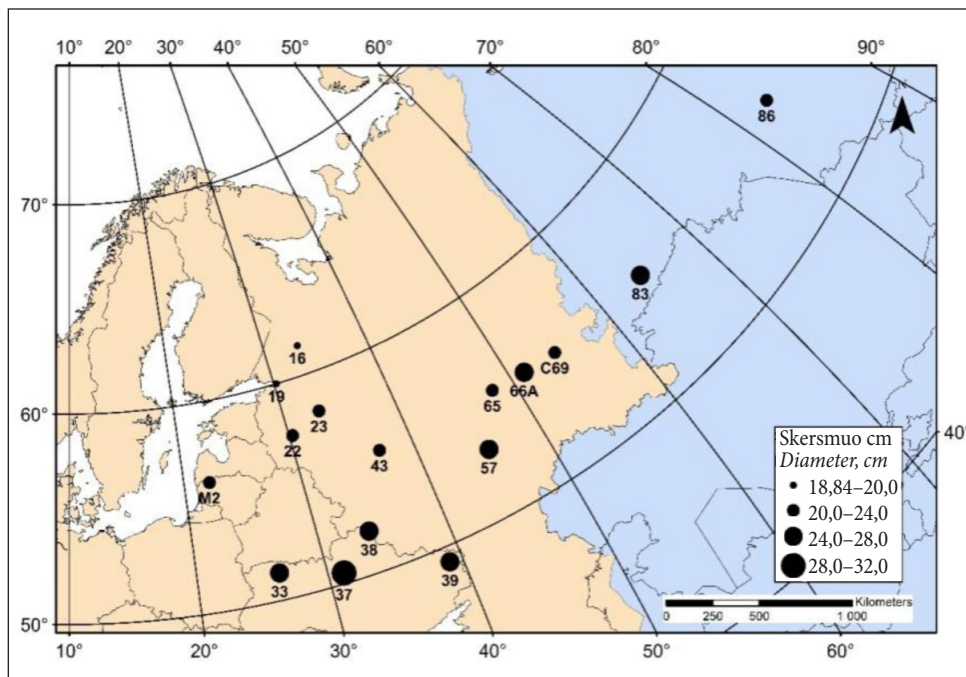 10° 20° 30° 40° 50° 60° 70° 80° 90°
86
70°
83
16
C69
19
66A
65
23
60°
22
43
57
40°
M2
38
39
33
37
50°
10° 20° 30° 40° 50° 60°
Skersmuo cm
Diameter, cm
18,84–20,0
20,0–24,0
24,0–28,0
28,0–32,0
Kilometers
0 250 500 1 000